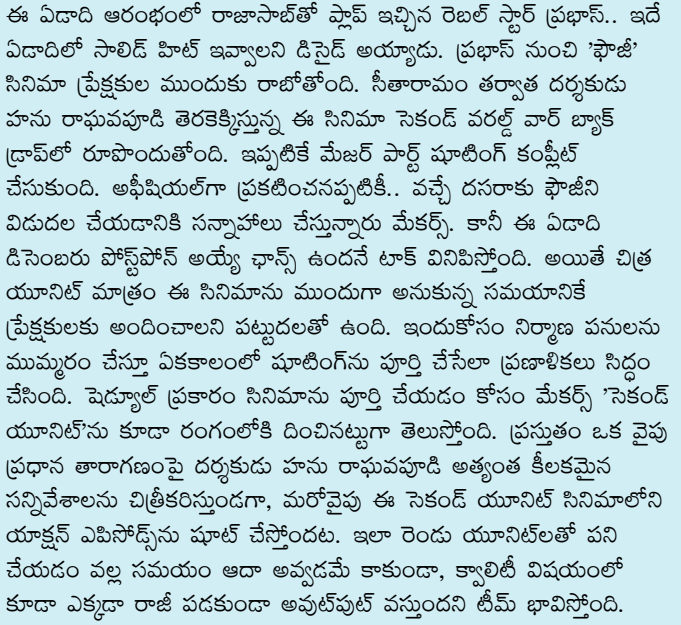 ఈ ఏడాది ఆరంభంలో రాజాసాబ్‌తో ప్లాప్ ఇచ్చిన రెబల్ స్టార్ ప్రభాస్.. ఇదే
ఏడాదిలో సాలిడ్ హిట్ ఇవ్వాలని డిసైడ్ అయ్యాడు. ప్రభాస్ నుంచి 'ఫౌజీ'
సినిమా ప్రేక్షకుల ముందుకు రాబోతోంది. సీతారామం తర్వాత దర్శకుడు
హను రాఘవపూడి తెరకెక్కిస్తున్న ఈ సినిమా సెకండ్ వరల్డ్ వార్ బ్యాక్
డ్రాప్‌లో రూపొందుతోంది. ఇప్పటికే మేజర్ పార్ట్ షూటింగ్ కంప్లీట్
చేసుకుంది. అఫీషియల్‌గా ప్రకటించనప్పటికీ.. వచ్చే దసరాకు ఫౌజీని
విడుదల చేయడానికి సన్నాహాలు చేస్తున్నారు మేకర్స్. కానీ ఈ ఏడాది
డిసెంబరు పోస్ట్‌పోన్ అయ్యే ఛాన్స్ ఉందనే టాక్ వినిపిస్తోంది. అయితే చిత్ర
యూనిట్ మాత్రం ఈ సినిమాను ముందుగా అనుకున్న సమయానికే
ప్రేక్షకులకు అందించాలని పట్టుదలతో ఉంది. ఇందుకోసం నిర్మాణ పనులను
ముమ్మరం చేస్తూ ఏకకాలంలో షూటింగ్‌ను పూర్తి చేసేలా ప్రణాళికలు సిద్ధం
చేసింది. షెడ్యూల్ ప్రకారం సినిమాను పూర్తి చేయడం కోసం మేకర్స్ 'సెకండ్
యూనిట్'ను కూడా రంగంలోకి దించినట్టుగా తెలుస్తోంది. ప్రస్తుతం ఒక వైపు
ప్రధాన తారాగణంపై దర్శకుడు హను రాఘవపూడి అత్యంత కీలకమైన
సన్నివేశాలను చిత్రీకరిస్తుండగా, మరోవైపు ఈ సెకండ్ యూనిట్ సినిమాలోని
యాక్షన్ ఎపిసోడ్స్‌ను షూట్ చేస్తోందట. ఇలా రెండు యూనిట్‌లతో పని
చేయడం వల్ల సమయం ఆదా అవ్వడమే కాకుండా, క్వాలిటీ విషయంలో
కూడా ఎక్కడా రాజీ పడకుండా అవుట్‌పుట్ వస్తుందని టీమ్ భావిస్తోంది.